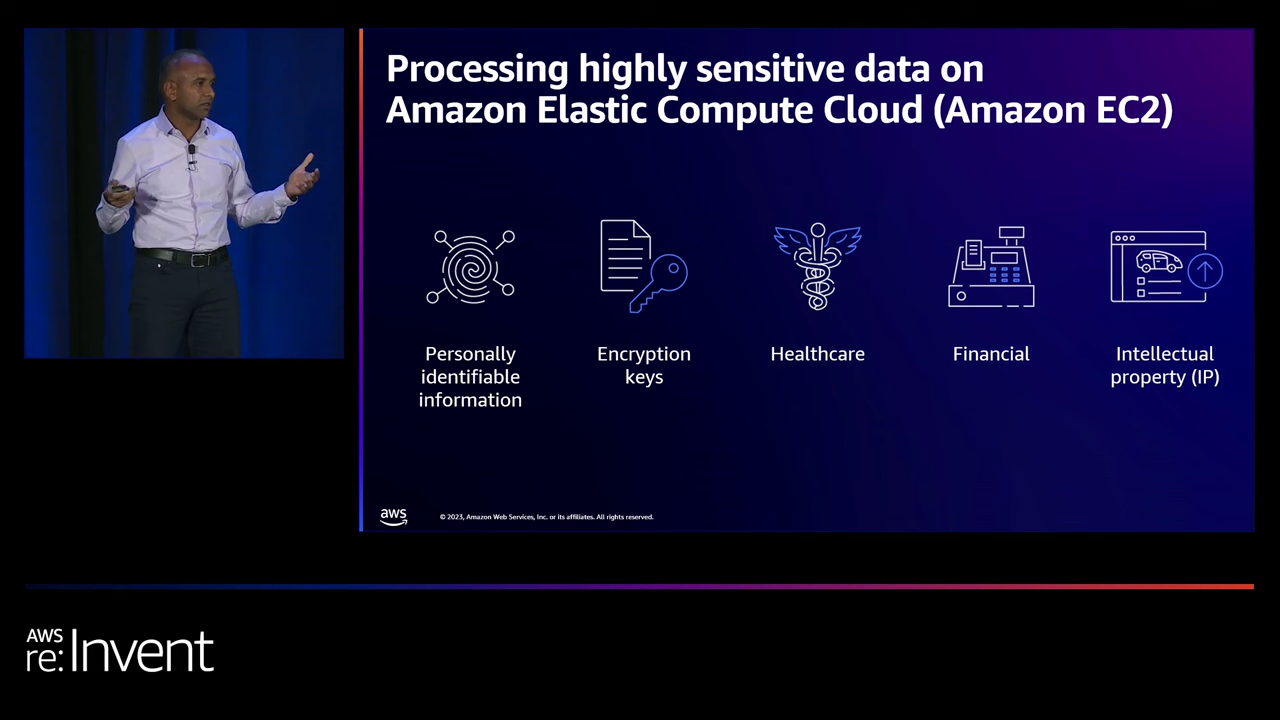 Processing highly sensitive data on
Amazon Elastic Compute Cloud (Amazon EC2)
Personally
identifiable
information
Encryption
keys
Healthcare
Financial
Intellectual
property (IP)
aws
© 2023, Amazon Web Services, Inc. or its affiliates. All rights reserved.
AWS
re:Invent